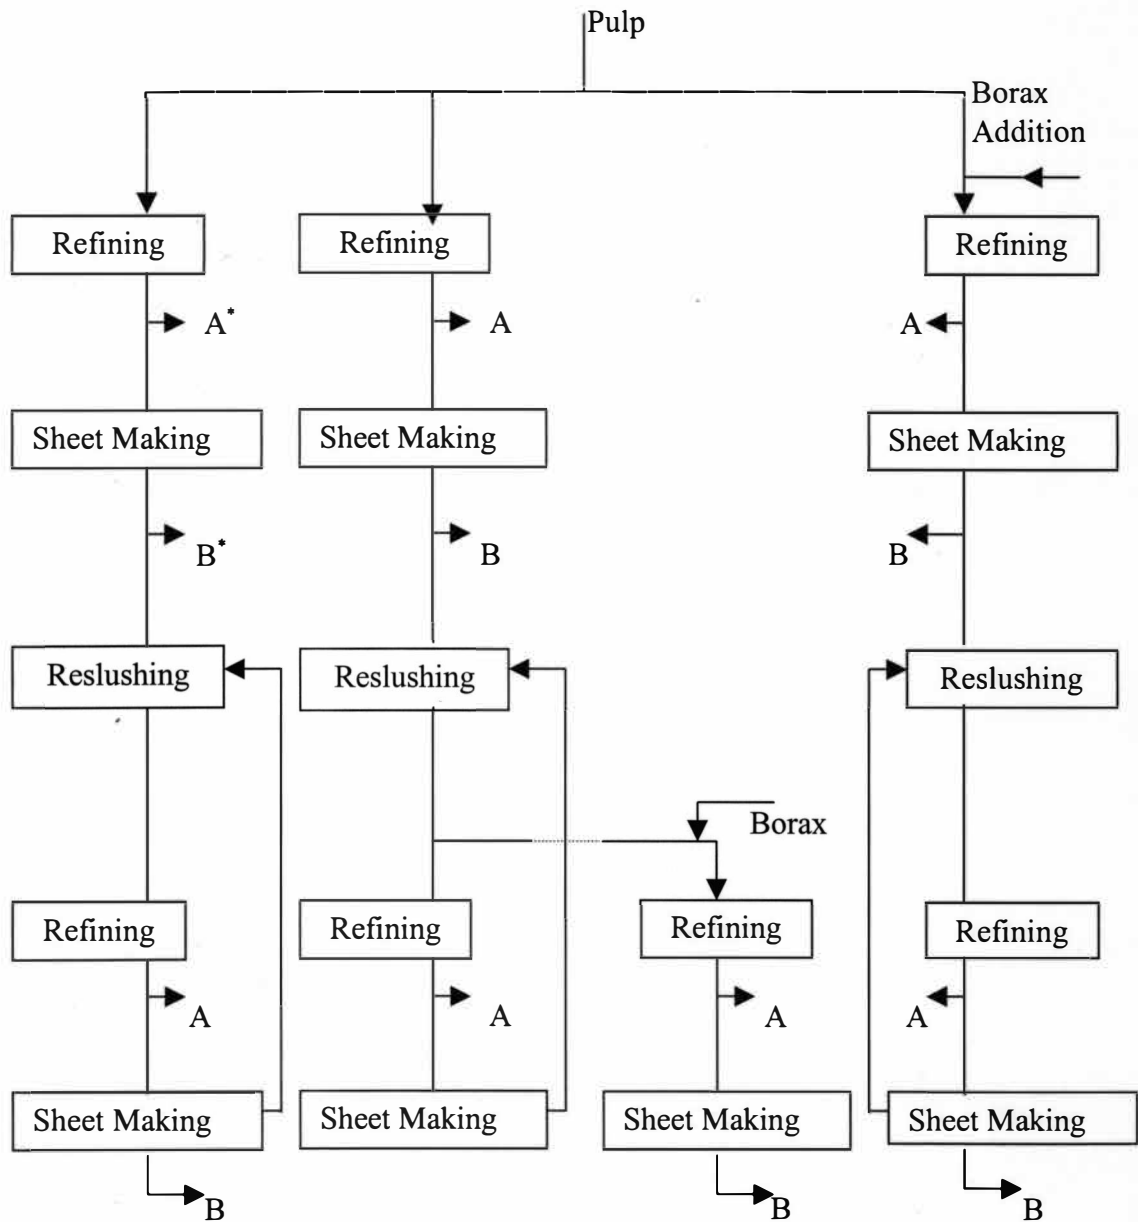 Pulp
Borax
Addition
Refining
Refining
Refining
A*
A
A
Sheet Making
Sheet Making
Sheet Making
B*
B
B
Reslushing
Reslushing
Reslushing
Borax
Refining
Refining
Refining
Refining
A
A
A
A
Sheet Making
Sheet Making
Sheet Making
Sheet Making
B
B
B